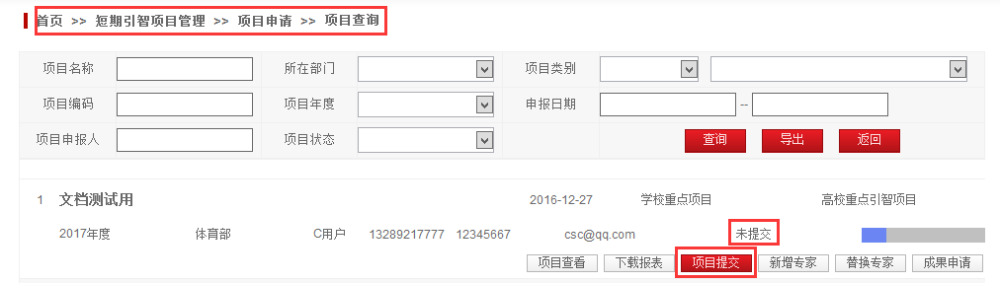 首页 >> 短期引智项目管理 >> 项目申请 >> 项目查询
项目名称 所在部门 项目类别
项目编码 项目年度 申报日期 --
项目申报人 项目状态 查询 导出 返回
1 文档测试用 2016-12-27 学校重点项目 高校重点引智项目
2017年度 体育部 C用户 13289217777 12345667 csc@qq.com 未提交
项目查看 下载报表 项目提交 新增专家 替换专家 成果申请